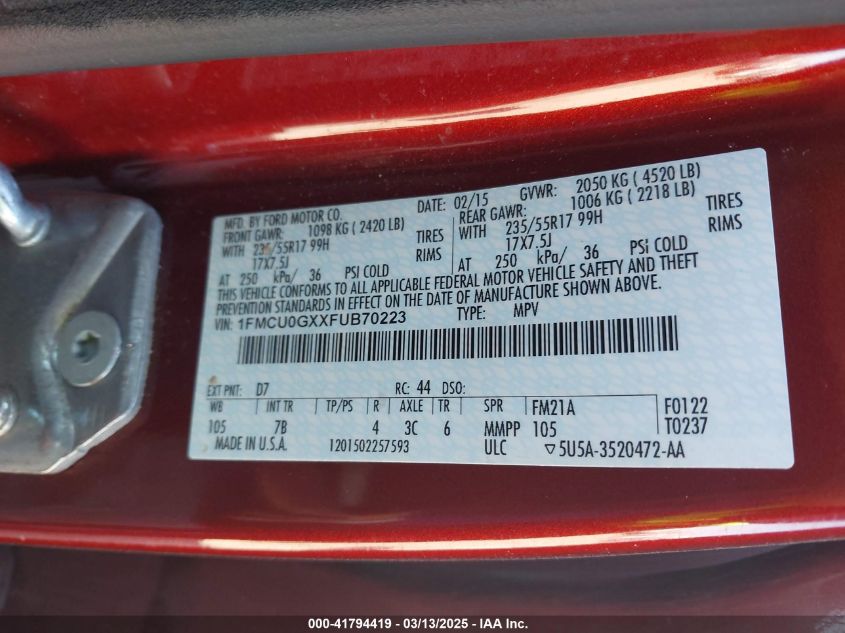 MFD. BY FORD MOTOR CO.
DATE: 02/15 GVWR: 2050 KG ( 4520 LB)
FRONT GAWR: 1098 KG ( 2420 LB)
REAR GAWR: 1006 KG ( 2218 LB)
WITH 235/55R17 99H TIRES
WITH 235/55R17 99H TIRES
17X7.5J RIMS
17X7.5J RIMS
AT 250 kPa/ 36 PSI COLD
AT 250 kPa/ 36 PSI COLD
THIS VEHICLE CONFORMS TO ALL APPLICABLE FEDERAL MOTOR VEHICLE SAFETY AND THEFT
PREVENTION STANDARDS IN EFFECT ON THE DATE OF MANUFACTURE SHOWN ABOVE.
VIN: 1FMCU0GXXFUB70223 TYPE: MPV
EXT PNT: D7 RC: 44 DSO:
WB INT TR TP/PS R AXLE TR SPR FM21A F0122
105 7B 4 3C 6 MMPP 105 T0237
MADE IN U.S.A. 1201502257593 ULC ▽5U5A-3520472-AA
000-41794419 - 03/13/2025 - IAA Inc.